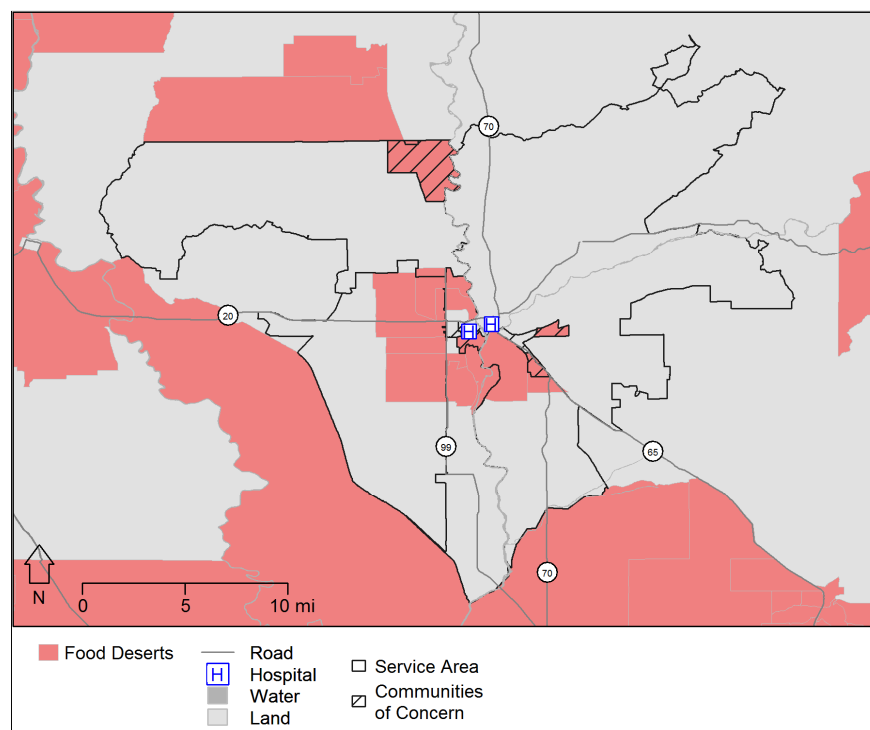 70
20
99
65
70
N
0 5 10 mi
Food Deserts
Road
H Hospital
Water
Land
Service Area
Communities
of Concern
H
H